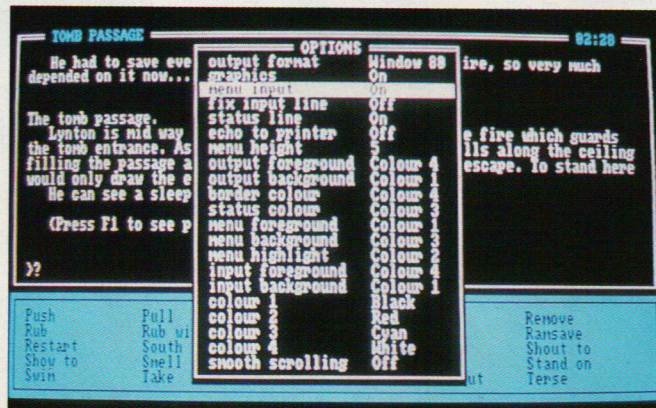 TOMB PASSAGE 02:28
OPTIONS
He had to save eve
ire, so very much
depended on it now...
The tomb passage.
Lynton is mid way
e fire which guards
the tomb entrance. As
lls along the ceiling
filling the passage a
escape. To stand here
would only draw the e
He can see a sleep
(Press F1 to see p
>?
output format Window 80
graphics On
menu input On
fix input line Off
status line On
echo to printer Off
menu height 5
output foreground Colour 4
output background Colour 1
border colour Colour 4
status colour Colour 3
menu foreground Colour 1
menu background Colour 3
menu highlight Colour 2
input foreground Colour 4
input background Colour 1
colour 1 Black
colour 2 Red
colour 3 Cyan
colour 4 White
smooth scrolling Off
Push Pull Remove
Rub Rub wi Ramsave
Restart South Shout to
Show to Smell Stand on
Swim Take ut Terse